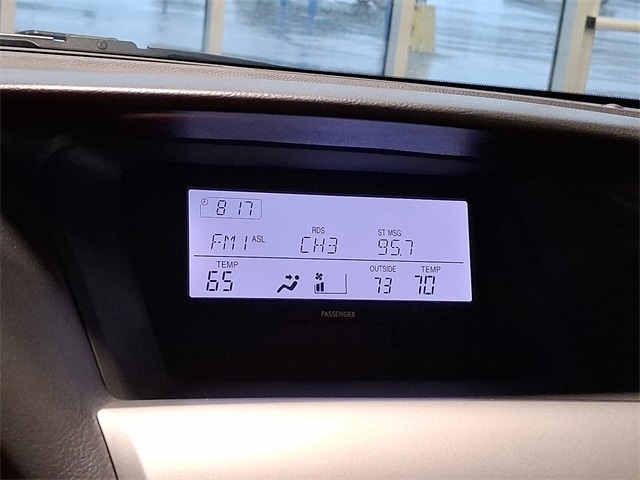 8 17
RDS ST MSG
FM1 ASL CH3 95.7
TEMP OUTSIDE TEMP
65 73 70
PASSENGER